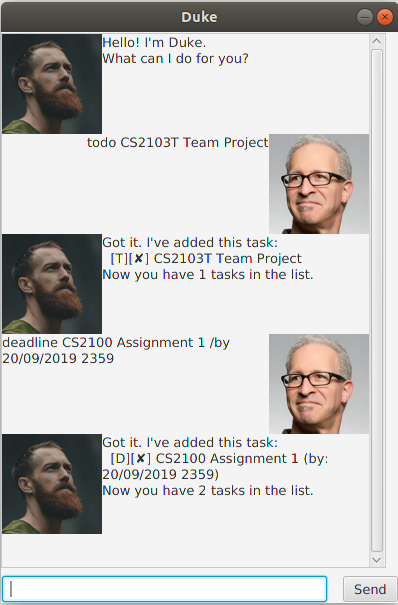 Duke
Hello! I'm Duke.
What can I do for you?
todo CS2103T Team Project
Got it. I've added this task:
[T][✘] CS2103T Team Project
Now you have 1 tasks in the list.
deadline CS2100 Assignment 1 /by
20/09/2019 2359
Got it. I've added this task:
[D][✘] CS2100 Assignment 1 (by:
20/09/2019 2359)
Now you have 2 tasks in the list.
Send